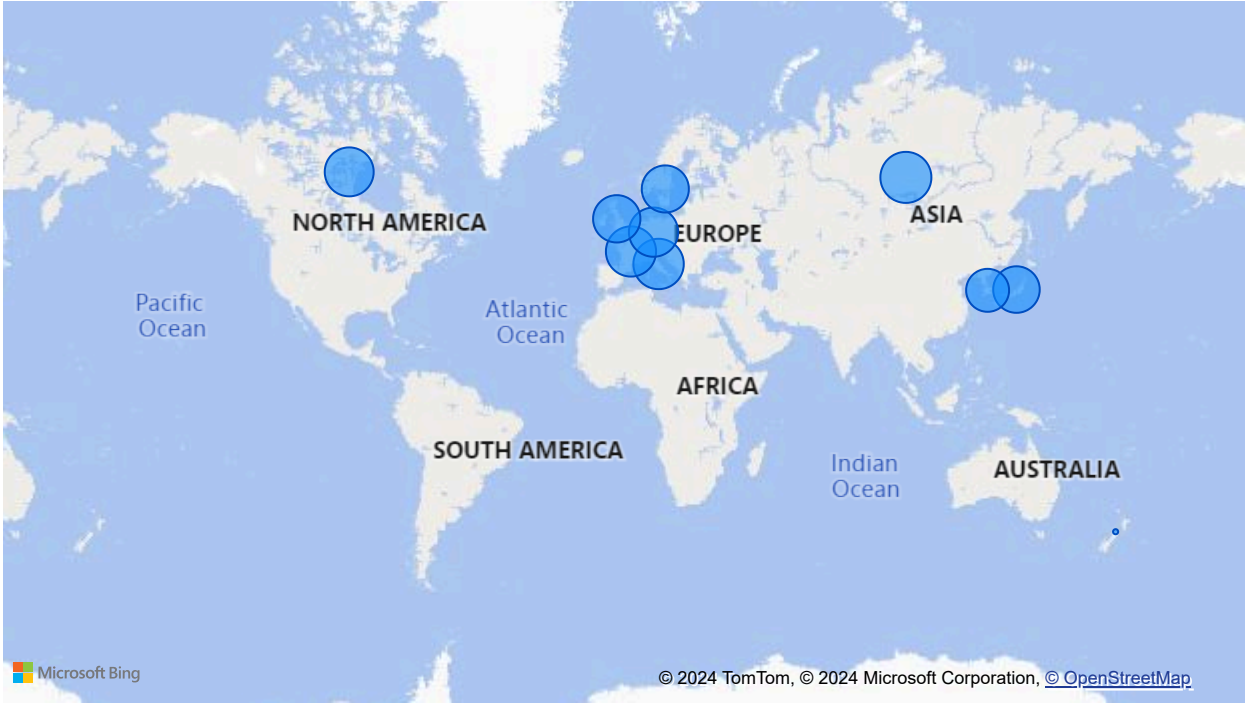 NORTH AMERICA
ASIA
EUROPE
Pacific
Ocean
Atlantic
Ocean
AFRICA
SOUTH AMERICA
Indian
Ocean
AUSTRALIA
Microsoft Bing
© 2024 TomTom, © 2024 Microsoft Corporation, © OpenStreetMap